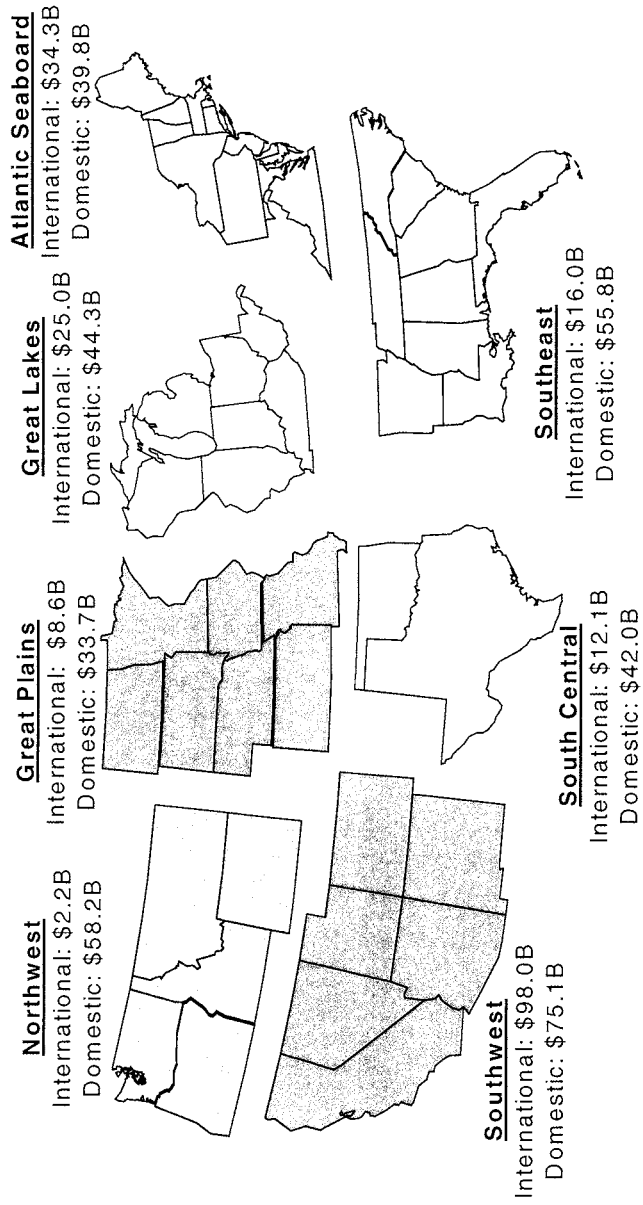 Northwest
International: $2.2B
Domestic: $58.2B
Great Plains
International: $8.6B
Domestic: $33.7B
Great Lakes
International: $25.0B
Domestic: $44.3B
Atlantic Seaboard
International: $34.3B
Domestic: $39.8B
Southwest
International: $98.0B
Domestic: $75.1B
South Central
International: $12.1B
Domestic: $42.0B
Southeast
International: $16.0B
Domestic: $55.8B